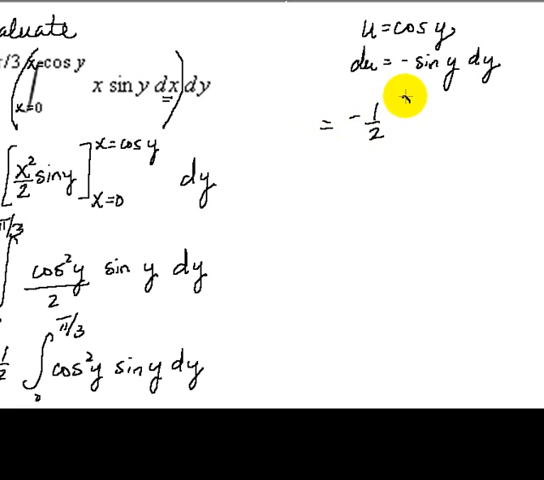 aluate
π/3 x=cos y
x sin y dx) dy
x=0
[x²/2 sin y] x=cos y x=0 dy
π/3
∫ cos²y/2 sin y dy
1/2 ∫ 0 π/3 cos²y sin y dy
u = cos y
du = - sin y dy
= -1/2